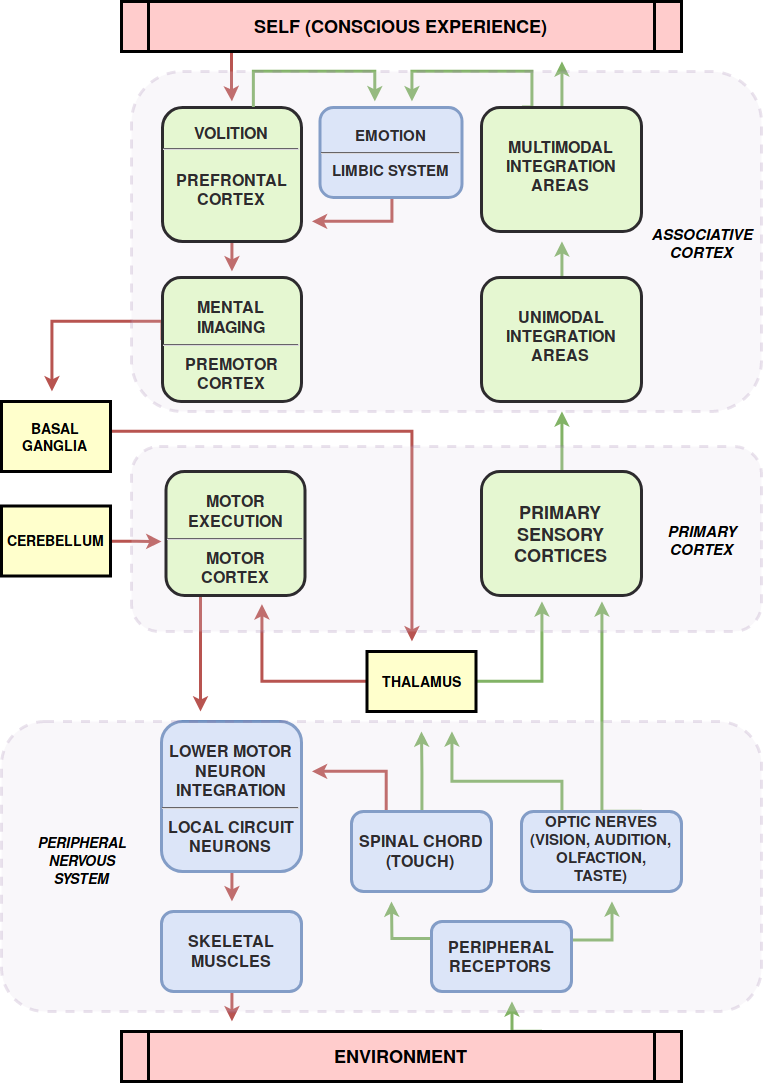 SELF (CONSCIOUS EXPERIENCE)
VOLITION
PREFRONTAL
CORTEX
EMOTION
LIMBIC SYSTEM
MULTIMODAL
INTEGRATION
AREAS
ASSOCIATIVE
CORTEX
MENTAL
IMAGING
PREMOTOR
CORTEX
UNIMODAL
INTEGRATION
AREAS
BASAL
GANGLIA
CEREBELLUM
MOTOR
EXECUTION
MOTOR
CORTEX
PRIMARY
SENSORY
CORTICES
PRIMARY
CORTEX
THALAMUS
LOWER MOTOR
NEURON
INTEGRATION
LOCAL CIRCUIT
NEURONS
PERIPHERAL
NERVOUS
SYSTEM
SPINAL CHORD
(TOUCH)
OPTIC NERVES
(VISION, AUDITION,
OLFACTION,
TASTE)
SKELETAL
MUSCLES
PERIPHERAL
RECEPTORS
ENVIRONMENT